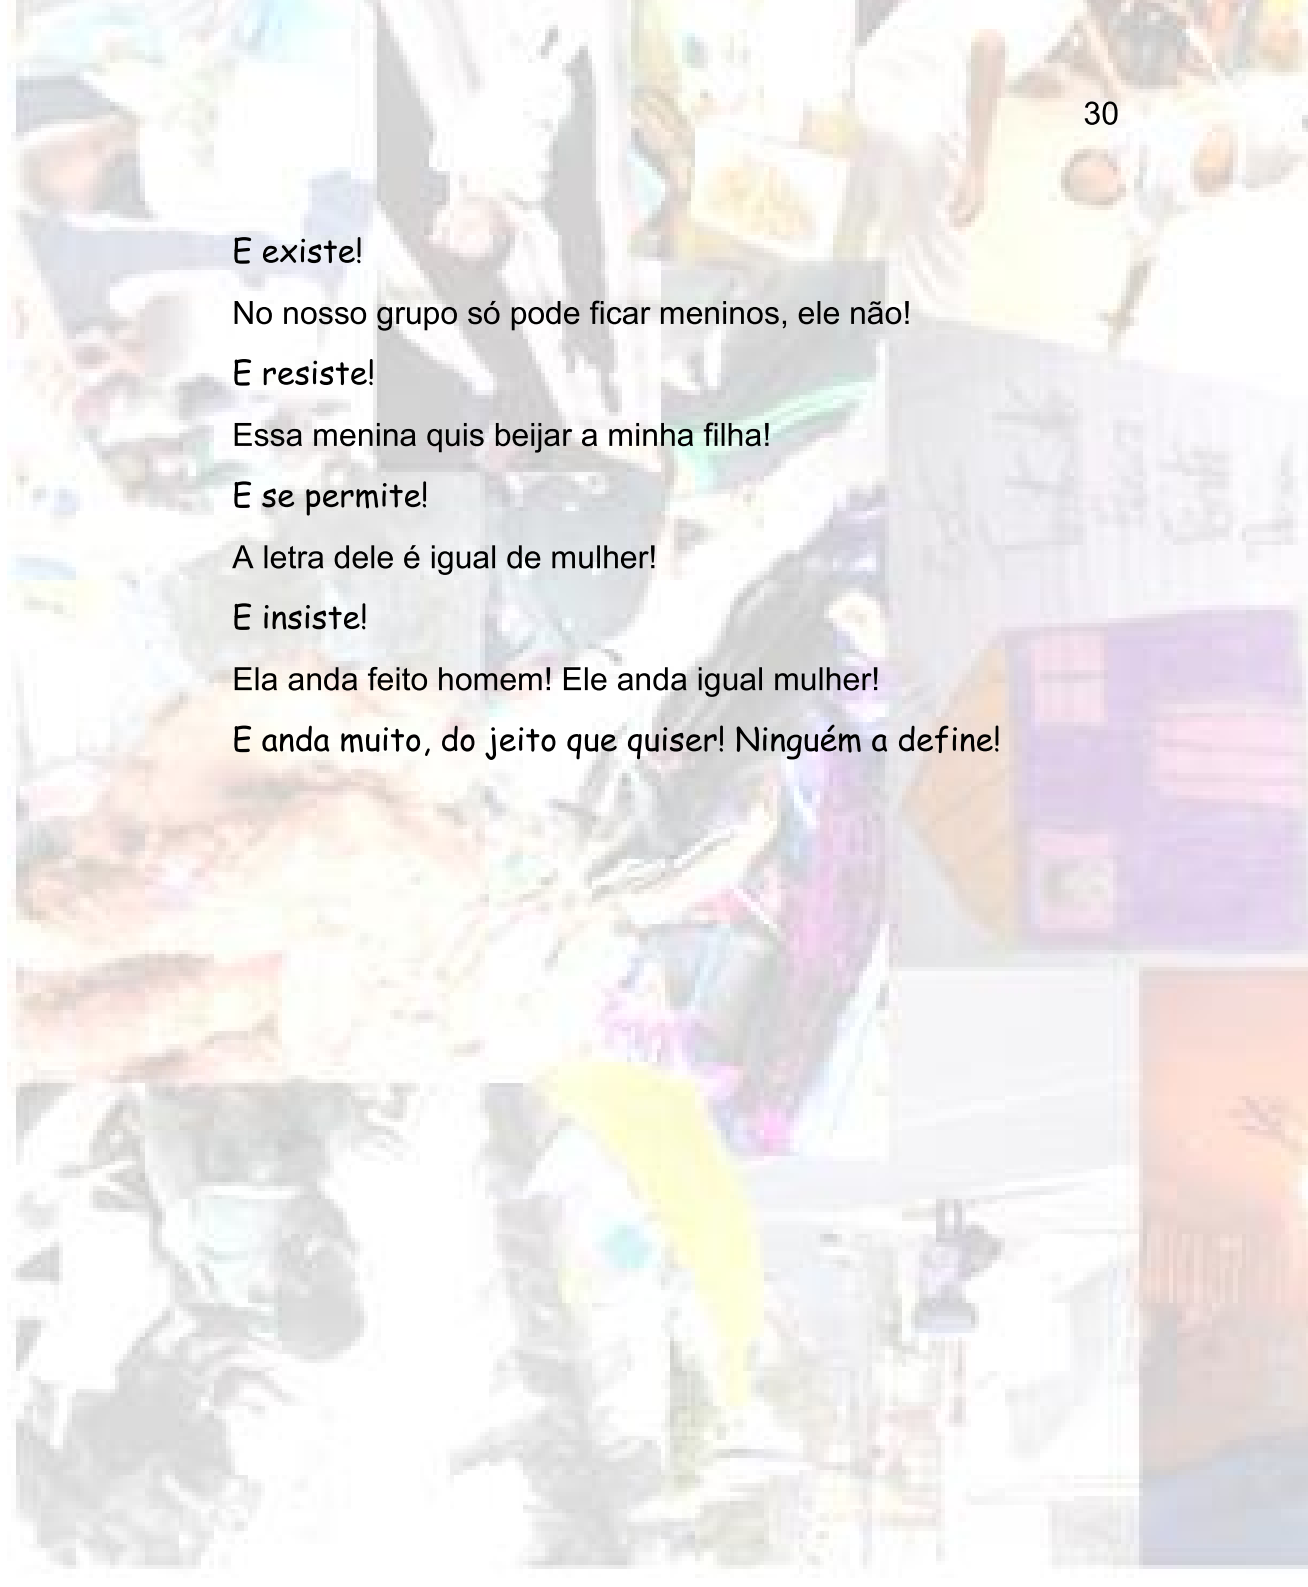 30
E existe!
No nosso grupo só pode ficar meninos, ele não!
E resiste!
Essa menina quis beijar a minha filha!
E se permite!
A letra dele é igual de mulher!
E insiste!
Ela anda feito homem! Ele anda igual mulher!
E anda muito, do jeito que quiser! Ninguém a define!